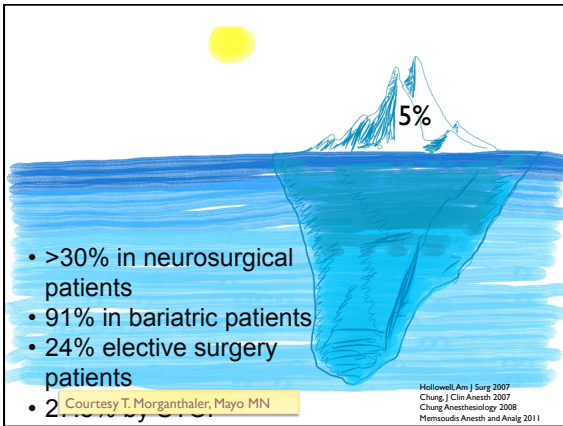 5%
• >30% in neurosurgical
patients
• 91% in bariatric patients
• 24% elective surgery
patients
•
Courtesy T. Morganthaler, Mayo MN
Hollowell, Am J Surg 2007
Chung, J Clin Anesth 2007
Chung Anesthesiology 2008
Memsoudis Anesth and Analg 2011